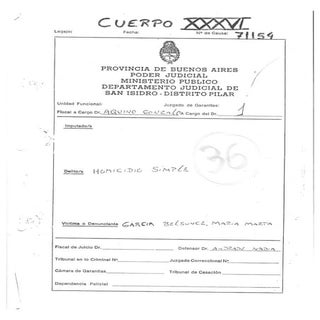 CUERPO XXXVI
Legajo: Fecha: Nº de Causa: 71154
PROVINCIA DE BUENOS AIRES
PODER JUDICIAL
MINISTERIO PUBLICO
DEPARTAMENTO JUDICIAL DE
SAN ISIDRO - DISTRITO PILAR
Unidad Funcional: Juzgado de Garantías:
Fiscal a Cargo Dr. AQUINO GONZALO A Cargo del Dr. 1
Imputado/s
36
Delito/s HOMICIDIO SIMPLE
Víctima o Denunciante GARCIA BELSUNCE, MARIA MARTA
Fiscal de Juicio Dr. Defensor Dr. NADIA
Tribunal en lo Criminal Nº Juzgado Correccional Nº
Cámara de Garantías: Tribunal de Casación:
Dependencia Policial: